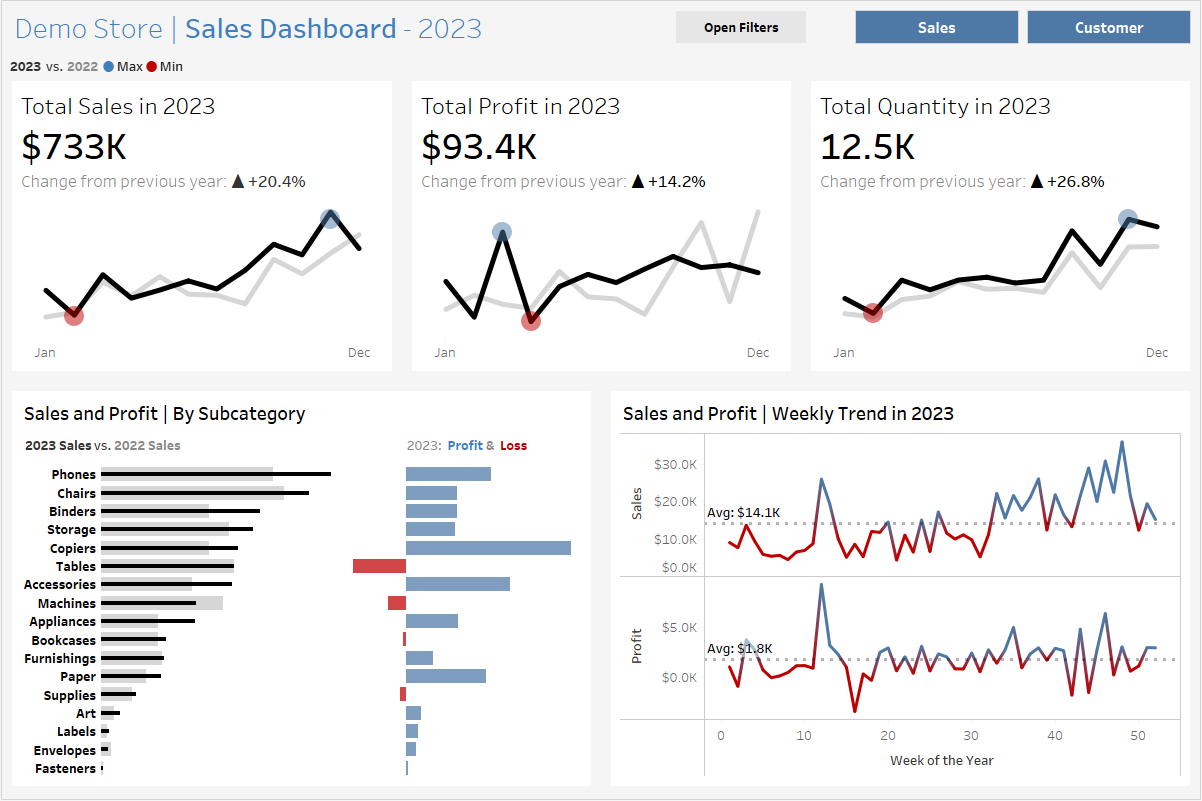 Demo Store | Sales Dashboard - 2023
Open Filters
Sales
Customer
2023 vs. 2022 Max Min
Total Sales in 2023
$733K
Change from previous year: ▲ +20.4%
Jan
Dec
Total Profit in 2023
$93.4K
Change from previous year: ▲ +14.2%
Jan
Dec
Total Quantity in 2023
12.5K
Change from previous year: ▲ +26.8%
Jan
Dec
Sales and Profit | By Subcategory
2023 Sales vs. 2022 Sales
2023: Profit & Loss
Phones
Chairs
Binders
Storage
Copiers
Tables
Accessories
Machines
Appliances
Bookcases
Furnishings
Paper
Supplies
Art
Labels
Envelopes
Fasteners
Sales and Profit | Weekly Trend in 2023
Sales
$30.0K
$20.0K
Avg: $14.1K
$10.0K
$0.0K
Profit
$5.0K
Avg: $1.8K
$0.0K
0
10
20
30
40
50
Week of the Year